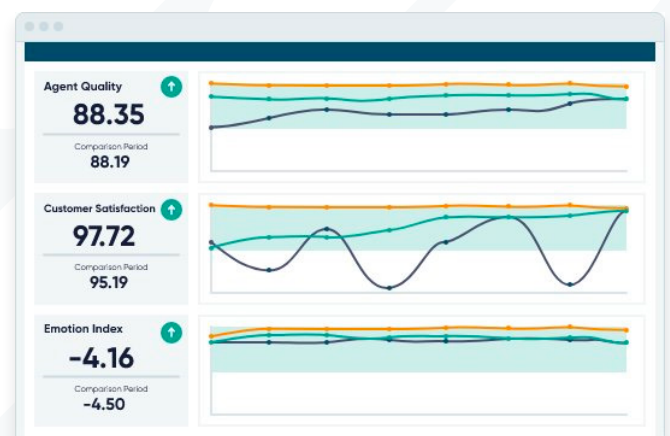 Agent Quality
88.35
Comparison Period
88.19
Customer Satisfaction
97.72
Comparison Period
95.19
Emotion Index
-4.16
Comparison Period
-4.50